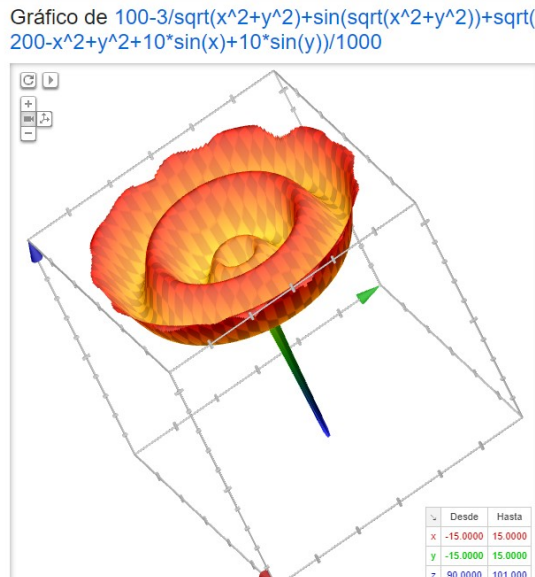 Gráfico de 100-3/sqrt(x^2+y^2)+sin(sqrt(x^2+y^2))+sqrt(
200-x^2+y^2+10*sin(x)+10*sin(y))/1000
Desde Hasta
x -15.0000 15.0000
y -15.0000 15.0000
z 90.0000 101.000